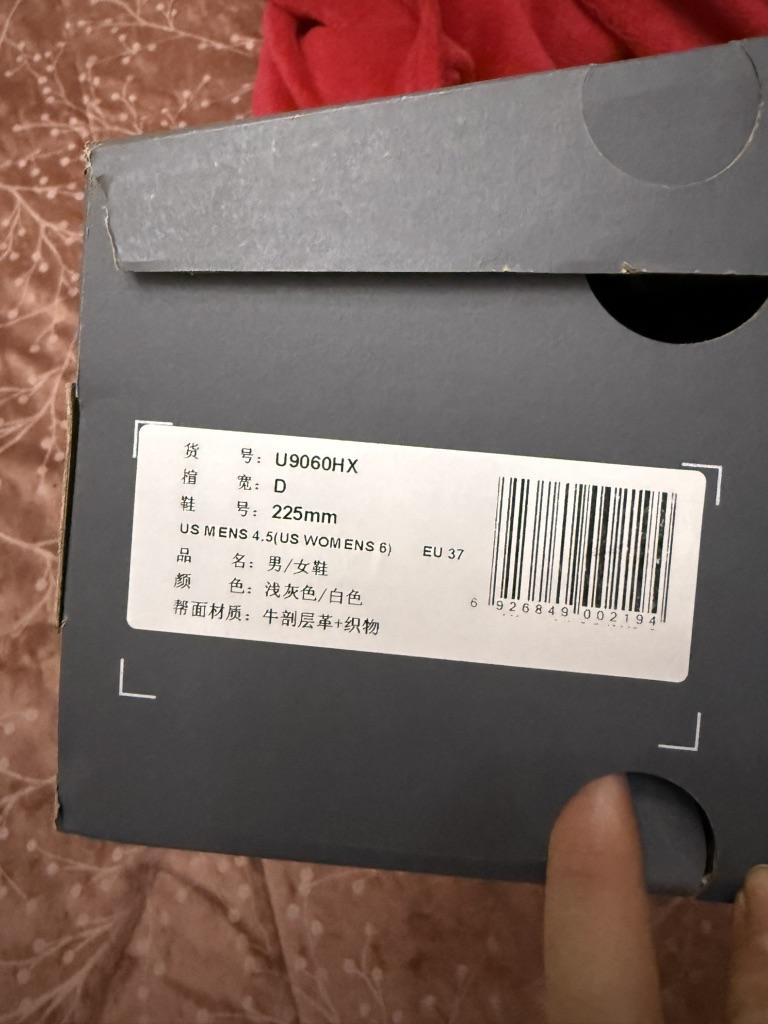 货 号：U9060HX
楦 宽：D
鞋 号：225mm
US MENS 4.5(US WOMENS 6) EU 37
品 名：男/女鞋
颜 色：浅灰色/白色
帮面材质：牛剖层革+织物
6 926849 002194